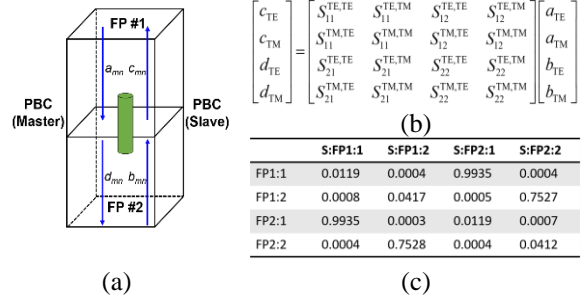 FP #1
a_mn c_mn
PBC
(Master)
PBC
(Slave)
d_mn b_mn
FP #2
(a)
[c_TE] = [S_11^TE,TE S_11^TE,TM S_12^TE,TE S_12^TE,TM] [a_TE]
[c_TM] [S_11^TM,TE S_11^TM,TM S_12^TM,TE S_12^TM,TM] [a_TM]
[d_TE] [S_21^TE,TE S_21^TE,TM S_22^TE,TE S_22^TE,TM] [b_TE]
[d_TM] [S_21^TM,TE S_21^TM,TM S_22^TM,TE S_22^TM,TM] [b_TM]
(b)
S:FP1:1 S:FP1:2 S:FP2:1 S:FP2:2
FP1:1 0.0119 0.0004 0.9935 0.0004
FP1:2 0.0008 0.0417 0.0005 0.7527
FP2:1 0.9935 0.0003 0.0119 0.0007
FP2:2 0.0004 0.7528 0.0004 0.0412
(c)